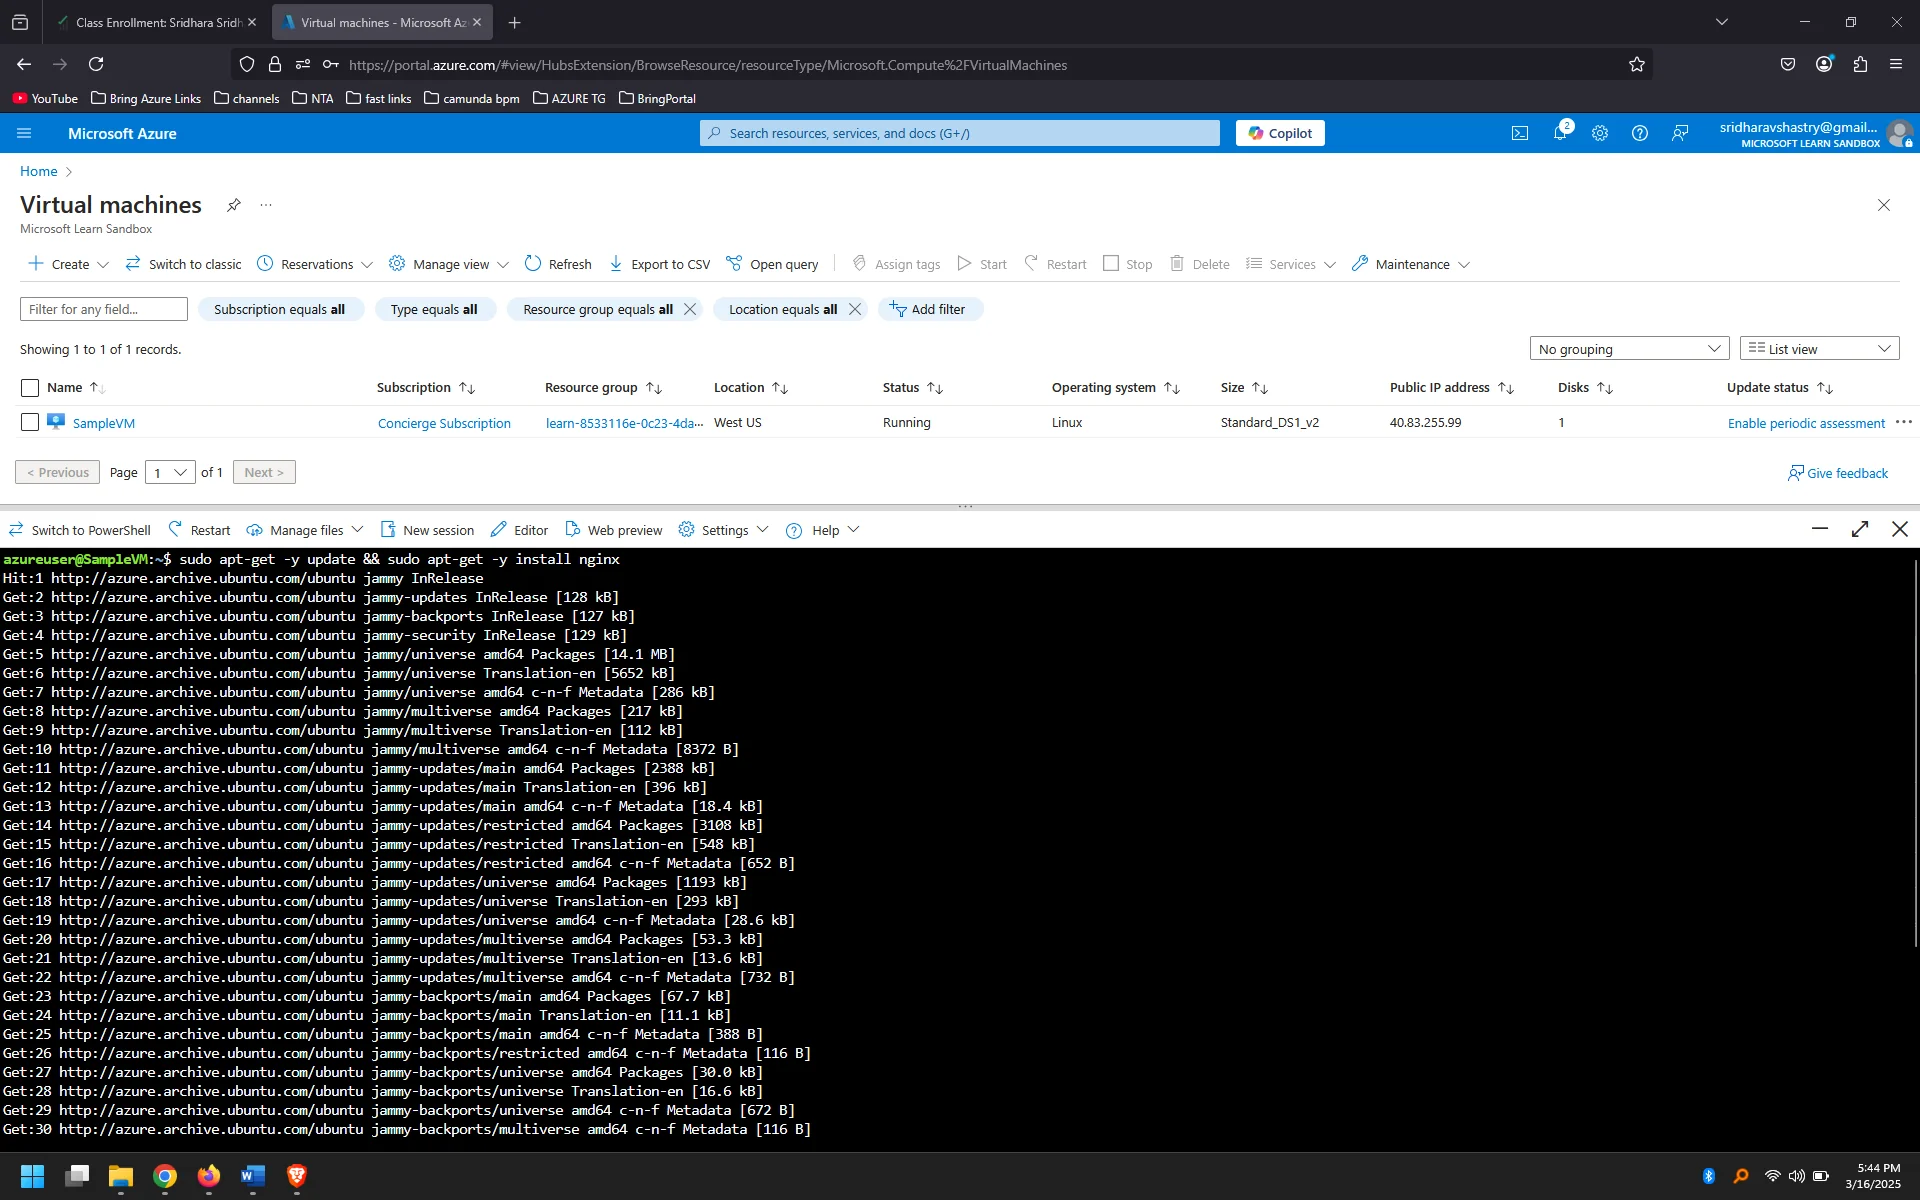 Class Enrollment: Sridhara Sridh
Virtual machines - Microsoft Az
https://portal.azure.com/#view/HubsExtension/BrowseResource/resourceType/Microsoft.Compute%2FVirtualMachines
YouTube Bring Azure Links channels NTA fast links camunda bpm AZURE TG BringPortal
Microsoft Azure
Search resources, services, and docs (G+/)
Copilot
2
sridharavshastry@gmail...
MICROSOFT LEARN SANDBOX
Home
Virtual machines
Microsoft Learn Sandbox
Create Switch to classic Reservations Manage view Refresh Export to CSV Open query Assign tags Start Restart Stop Delete Services Maintenance
Filter for any field... Subscription equals all Type equals all Resource group equals all Location equals all Add filter
Showing 1 to 1 of 1 records.
No grouping List view
Name Subscription Resource group Location Status Operating system Size Public IP address Disks Update status
SampleVM Concierge Subscription learn-8533116e-0c23-4da... West US Running Linux Standard_DS1_v2 40.83.255.99 1 Enable periodic assessment
< Previous Page 1 of 1 Next >
Give feedback
Switch to PowerShell Restart Manage files New session Editor Web preview Settings Help
azureuser@SampleVM:~$ sudo apt-get -y update && sudo apt-get -y install nginx
Hit:1 http://azure.archive.ubuntu.com/ubuntu jammy InRelease
Get:2 http://azure.archive.ubuntu.com/ubuntu jammy-updates InRelease [128 kB]
Get:3 http://azure.archive.ubuntu.com/ubuntu jammy-backports InRelease [127 kB]
Get:4 http://azure.archive.ubuntu.com/ubuntu jammy-security InRelease [129 kB]
Get:5 http://azure.archive.ubuntu.com/ubuntu jammy/universe amd64 Packages [14.1 MB]
Get:6 http://azure.archive.ubuntu.com/ubuntu jammy/universe Translation-en [5652 kB]
Get:7 http://azure.archive.ubuntu.com/ubuntu jammy/universe amd64 c-n-f Metadata [286 kB]
Get:8 http://azure.archive.ubuntu.com/ubuntu jammy/multiverse amd64 Packages [217 kB]
Get:9 http://azure.archive.ubuntu.com/ubuntu jammy/multiverse Translation-en [112 kB]
Get:10 http://azure.archive.ubuntu.com/ubuntu jammy/multiverse amd64 c-n-f Metadata [8372 B]
Get:11 http://azure.archive.ubuntu.com/ubuntu jammy-updates/main amd64 Packages [2388 kB]
Get:12 http://azure.archive.ubuntu.com/ubuntu jammy-updates/main Translation-en [396 kB]
Get:13 http://azure.archive.ubuntu.com/ubuntu jammy-updates/main amd64 c-n-f Metadata [18.4 kB]
Get:14 http://azure.archive.ubuntu.com/ubuntu jammy-updates/restricted amd64 Packages [3108 kB]
Get:15 http://azure.archive.ubuntu.com/ubuntu jammy-updates/restricted Translation-en [548 kB]
Get:16 http://azure.archive.ubuntu.com/ubuntu jammy-updates/restricted amd64 c-n-f Metadata [652 B]
Get:17 http://azure.archive.ubuntu.com/ubuntu jammy-updates/universe amd64 Packages [1193 kB]
Get:18 http://azure.archive.ubuntu.com/ubuntu jammy-updates/universe Translation-en [293 kB]
Get:19 http://azure.archive.ubuntu.com/ubuntu jammy-updates/universe amd64 c-n-f Metadata [28.6 kB]
Get:20 http://azure.archive.ubuntu.com/ubuntu jammy-updates/multiverse amd64 Packages [53.3 kB]
Get:21 http://azure.archive.ubuntu.com/ubuntu jammy-updates/multiverse Translation-en [13.6 kB]
Get:22 http://azure.archive.ubuntu.com/ubuntu jammy-updates/multiverse amd64 c-n-f Metadata [732 B]
Get:23 http://azure.archive.ubuntu.com/ubuntu jammy-backports/main amd64 Packages [67.7 kB]
Get:24 http://azure.archive.ubuntu.com/ubuntu jammy-backports/main Translation-en [11.1 kB]
Get:25 http://azure.archive.ubuntu.com/ubuntu jammy-backports/main amd64 c-n-f Metadata [388 B]
Get:26 http://azure.archive.ubuntu.com/ubuntu jammy-backports/restricted amd64 c-n-f Metadata [116 B]
Get:27 http://azure.archive.ubuntu.com/ubuntu jammy-backports/universe amd64 Packages [30.0 kB]
Get:28 http://azure.archive.ubuntu.com/ubuntu jammy-backports/universe Translation-en [16.6 kB]
Get:29 http://azure.archive.ubuntu.com/ubuntu jammy-backports/universe amd64 c-n-f Metadata [672 B]
Get:30 http://azure.archive.ubuntu.com/ubuntu jammy-backports/multiverse amd64 c-n-f Metadata [116 B]
5:44 PM
3/16/2025